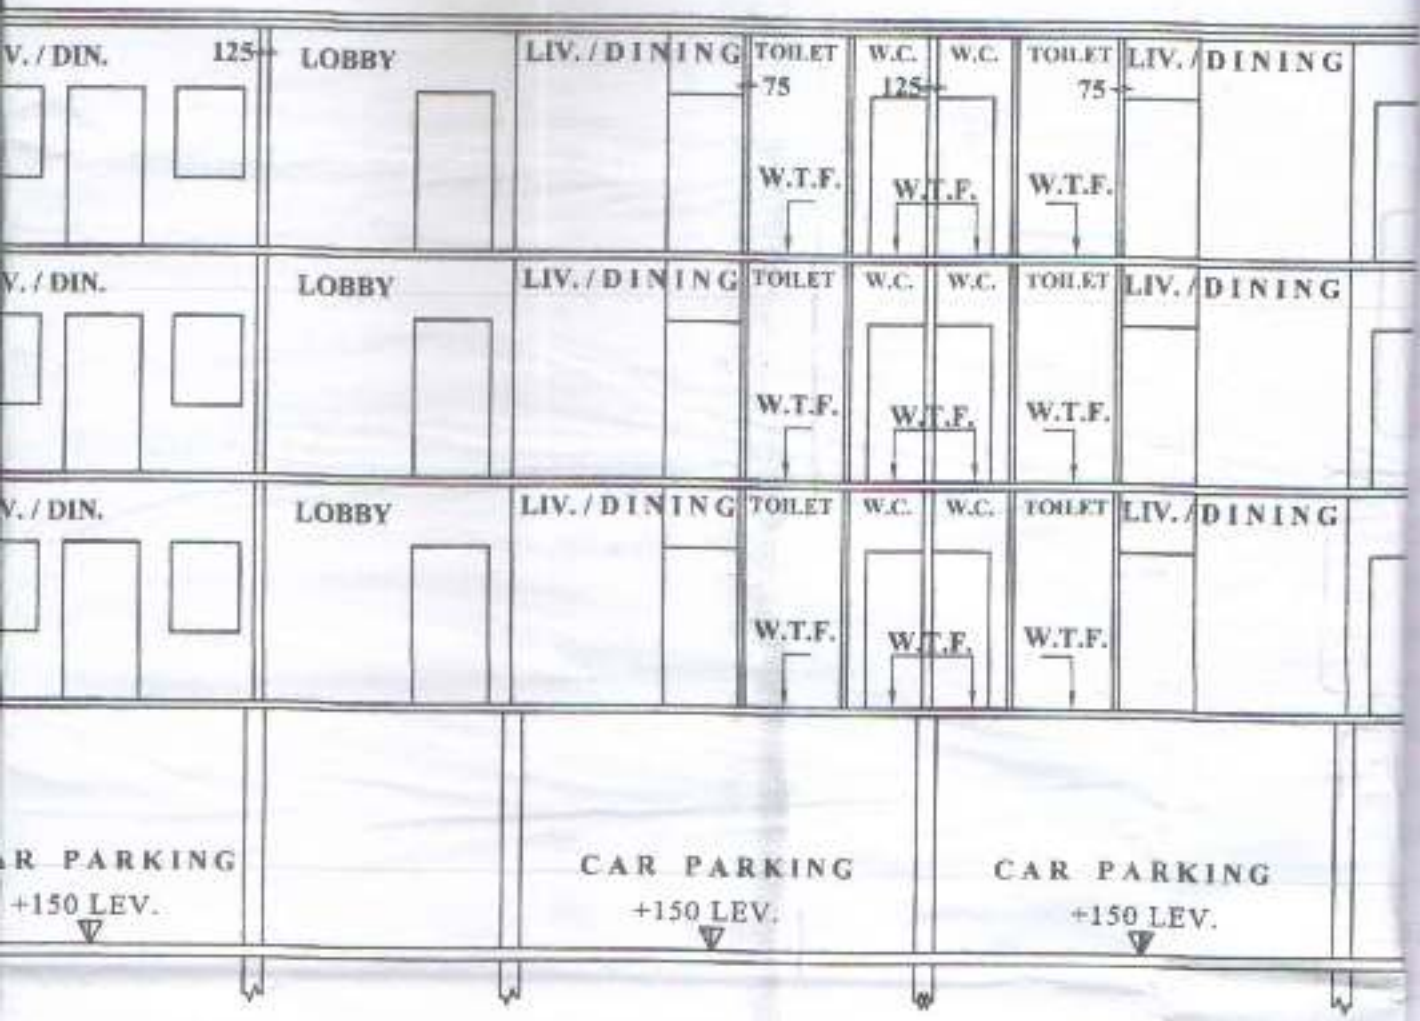 V. / DIN. 125 LOBBY LIV. / DINING TOILET W.C. W.C. TOILET LIV. / DINING
75 125 75
W.T.F. W.T.F. W.T.F.
V. / DIN. LOBBY LIV. / DINING TOILET W.C. W.C. TOILET LIV. / DINING
W.T.F. W.T.F. W.T.F.
V. / DIN. LOBBY LIV. / DINING TOILET W.C. W.C. TOILET LIV. / DINING
W.T.F. W.T.F. W.T.F.
AR PARKING CAR PARKING CAR PARKING
+150 LEV. +150 LEV. +150 LEV.